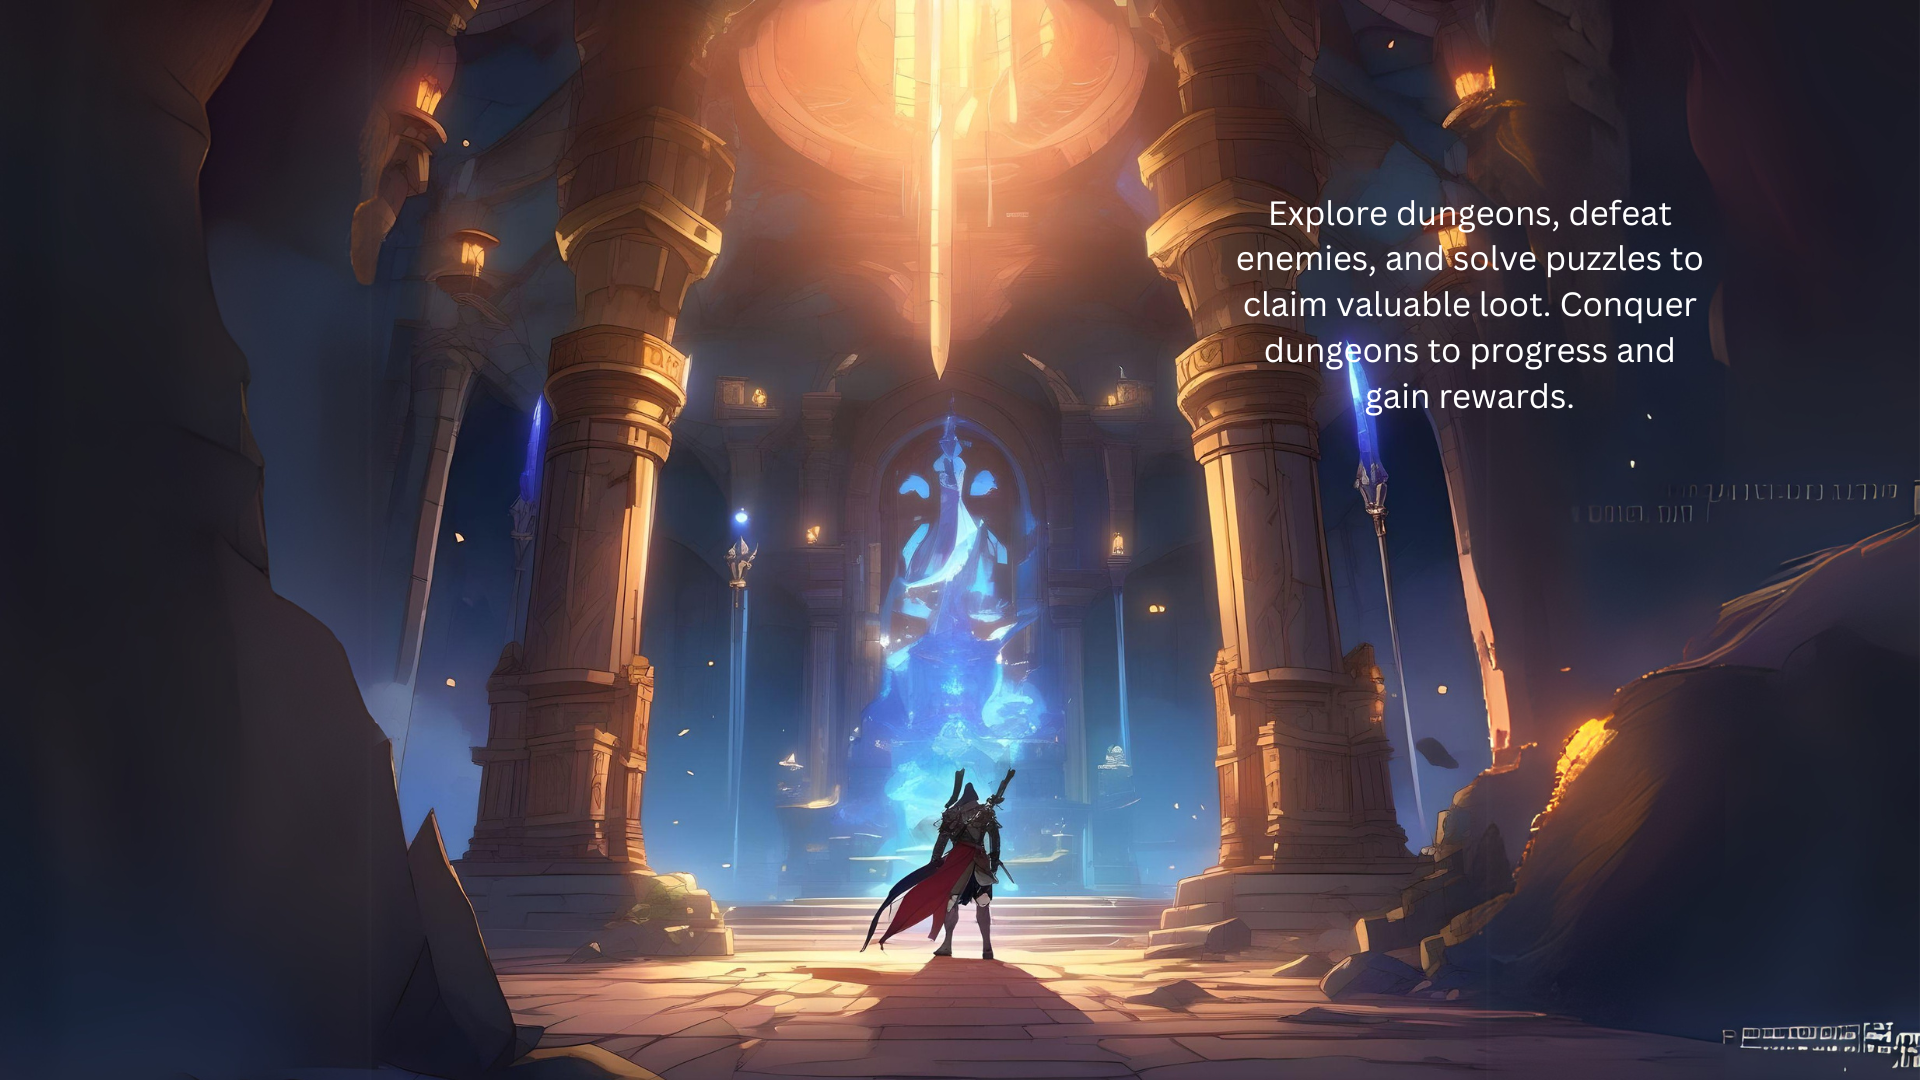 Explore dungeons, defeat
enemies, and solve puzzles to
claim valuable loot. Conquer
dungeons to progress and
gain rewards.